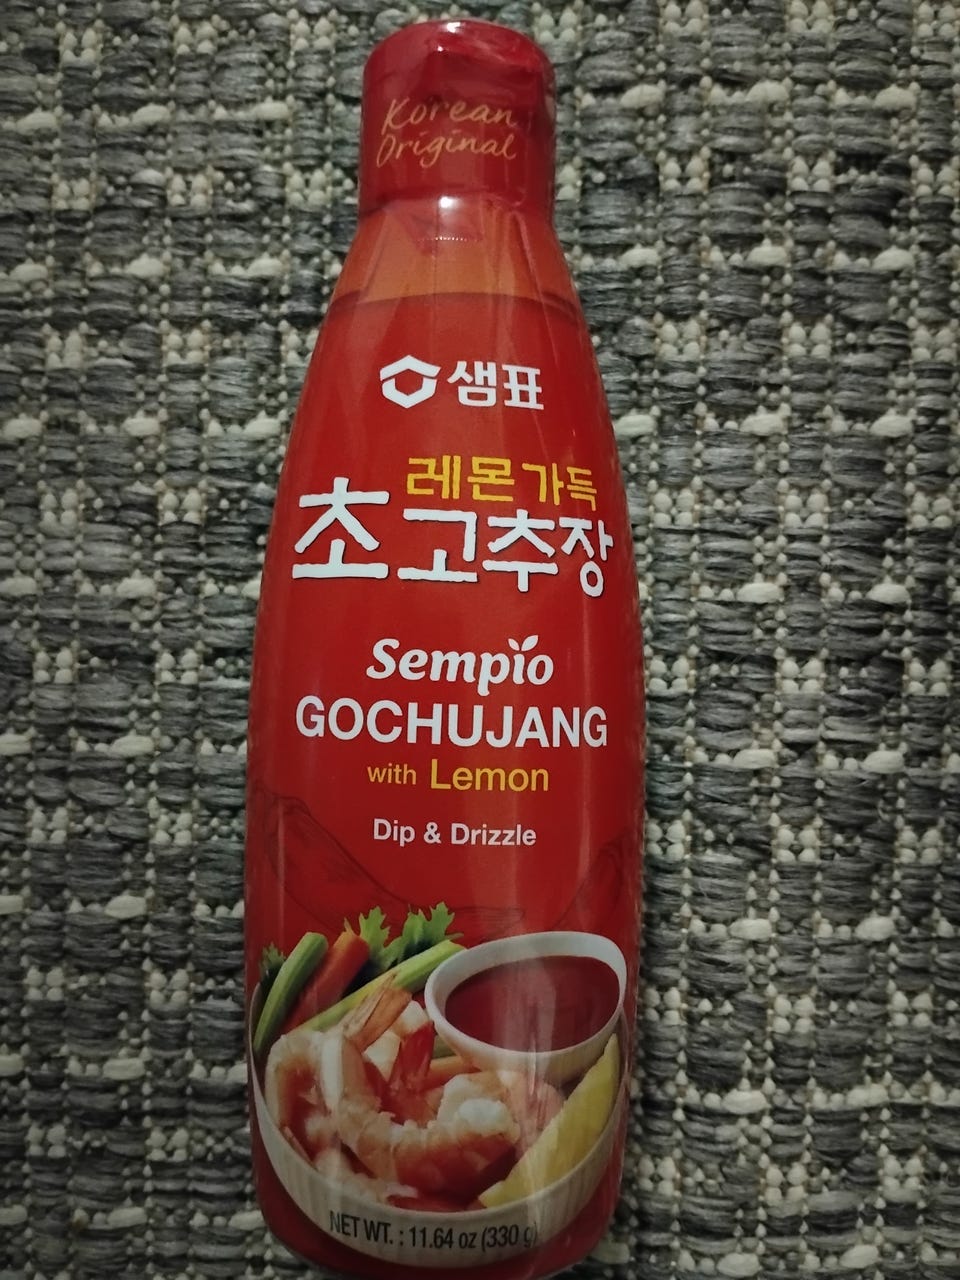 Korean
Original
샘표
레몬가득
초고추장
Sempio
GOCHUJANG
with Lemon
Dip & Drizzle
NET WT. : 11.64 oz (330 g)